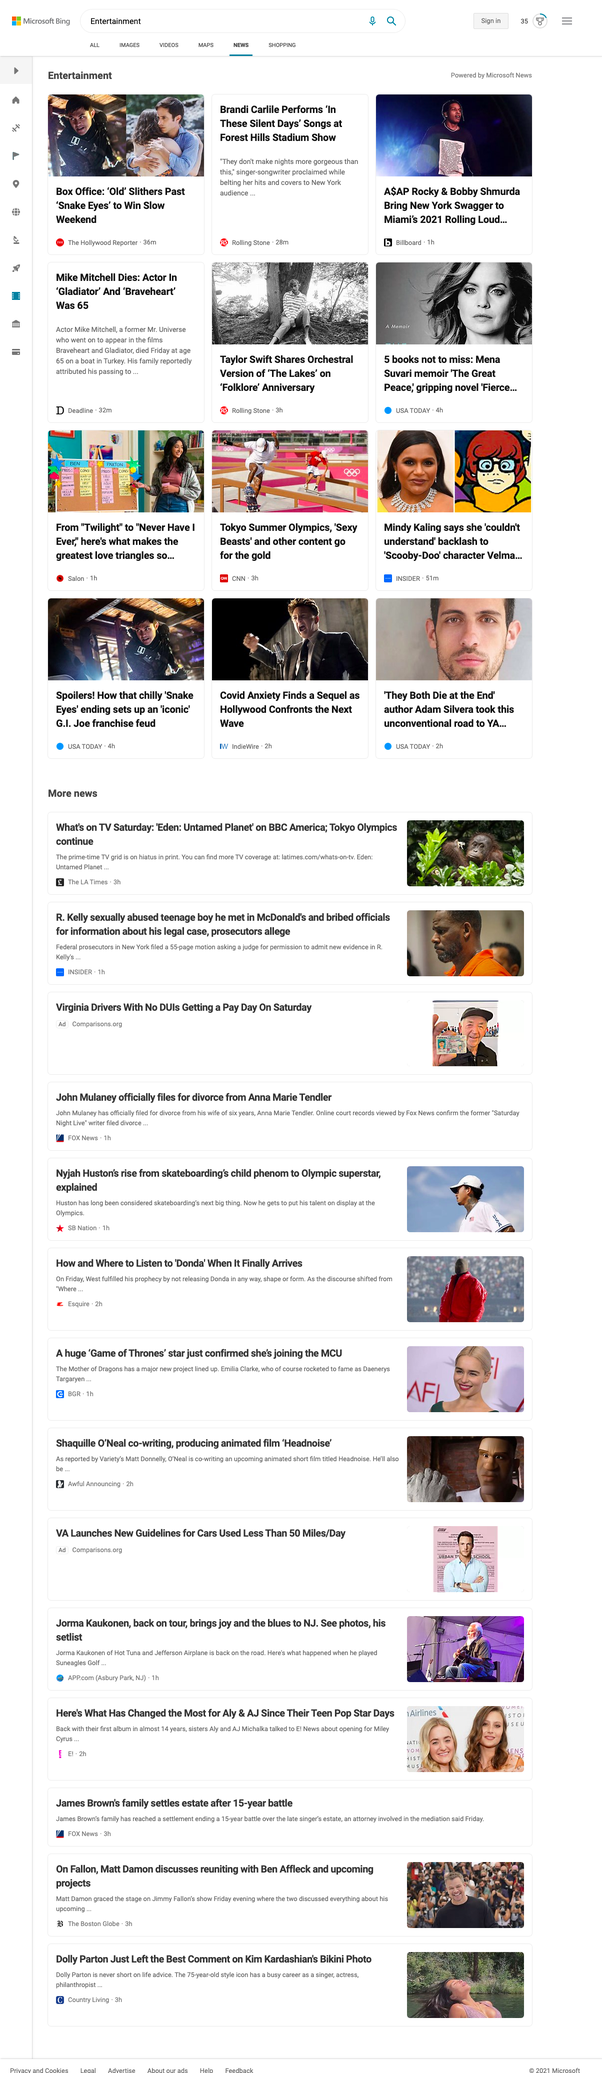 Microsoft Bing
Entertainment
Sign in
35
ALL
IMAGES
VIDEOS
MAPS
NEWS
SHOPPING
Entertainment
Powered by Microsoft News
Box Office: ‘Old’ Slithers Past
‘Snake Eyes’ to Win Slow
Weekend
The Hollywood Reporter · 36m
Brandi Carlile Performs ‘In
These Silent Days’ Songs at
Forest Hills Stadium Show
"They don't make nights more gorgeous than
this," singer-songwriter proclaimed while
belting her hits and covers to New York
audience ...
Rolling Stone · 28m
A$AP Rocky & Bobby Shmurda
Bring New York Swagger to
Miami’s 2021 Rolling Loud...
Billboard · 1h
Mike Mitchell Dies: Actor In
‘Gladiator’ And ‘Braveheart’
Was 65
Actor Mike Mitchell, a former Mr. Universe
who went on to appear in the films
Braveheart and Gladiator, died Friday at age
65 on a boat in Turkey. His family reportedly
attributed his passing to ...
Deadline · 32m
Taylor Swift Shares Orchestral
Version of ‘The Lakes’ on
‘Folklore’ Anniversary
Rolling Stone · 3h
A Memoir
5 books not to miss: Mena
Suvari memoir 'The Great
Peace,' gripping novel 'Fierce...
USA TODAY · 4h
BEN
PAXTON
From "Twilight" to "Never Have I
Ever," here's what makes the
greatest love triangles so...
Salon · 1h
Tokyo Summer Olympics, 'Sexy
Beasts' and other content go
for the gold
CNN · 3h
Mindy Kaling says she 'couldn't
understand' backlash to
'Scooby-Doo' character Velma...
INSIDER · 51m
Spoilers! How that chilly 'Snake
Eyes' ending sets up an 'iconic'
G.I. Joe franchise feud
USA TODAY · 4h
Covid Anxiety Finds a Sequel as
Hollywood Confronts the Next
Wave
IndieWire · 2h
'They Both Die at the End'
author Adam Silvera took this
unconventional road to YA...
USA TODAY · 2h
More news
What's on TV Saturday: 'Eden: Untamed Planet' on BBC America; Tokyo Olympics
continue
The prime-time TV grid is on hiatus in print. You can find more TV coverage at: latimes.com/whats-on-tv. Eden:
Untamed Planet ...
The LA Times · 3h
R. Kelly sexually abused teenage boy he met in McDonald's and bribed officials
for information about his legal case, prosecutors allege
Federal prosecutors in New York filed a 55-page motion asking a judge for permission to admit new evidence in R.
Kelly's ...
INSIDER · 1h
Virginia Drivers With No DUIs Getting a Pay Day On Saturday
Ad Comparisons.org
John Mulaney officially files for divorce from Anna Marie Tendler
John Mulaney has officially filed for divorce from his wife of six years, Anna Marie Tendler. Online court records viewed by Fox News confirm the former "Saturday
Night Live" writer filed divorce ...
FOX News · 1h
Nyjah Huston’s rise from skateboarding’s child phenom to Olympic superstar,
explained
Huston has long been considered skateboarding's next big thing. Now he gets to put his talent on display at the
Olympics.
SB Nation · 1h
How and Where to Listen to 'Donda' When It Finally Arrives
On Friday, West fulfilled his prophecy by not releasing Donda in any way, shape or form. As the discourse shifted from
"Where ...
Esquire · 2h
A huge ‘Game of Thrones’ star just confirmed she’s joining the MCU
The Mother of Dragons has a major new project lined up. Emilia Clarke, who of course rocketed to fame as Daenerys
Targaryen ...
BGR · 1h
AFI
AFI
Shaquille O’Neal co-writing, producing animated film ‘Headnoise’
As reported by Variety's Matt Donnelly, O'Neal is co-writing an upcoming animated short film titled Headnoise. He'll also
be ...
Awful Announcing · 2h
VA Launches New Guidelines for Cars Used Less Than 50 Miles/Day
Ad Comparisons.org
Jorma Kaukonen, back on tour, brings joy and the blues to NJ. See photos, his
setlist
Jorma Kaukonen of Hot Tuna and Jefferson Airplane is back on the road. Here's what happened when he played
Suneagles Golf ...
APP.com (Asbury Park, NJ) · 1h
Here's What Has Changed the Most for Aly & AJ Since Their Teen Pop Star Days
Back with their first album in almost 14 years, sisters Aly and AJ Michalka talked to E! News about opening for Miley
Cyrus ...
E! · 2h
Airlines
James Brown's family settles estate after 15-year battle
James Brown's family has reached a settlement ending a 15-year battle over the late singer's estate, an attorney involved in the mediation said Friday.
FOX News · 3h
On Fallon, Matt Damon discusses reuniting with Ben Affleck and upcoming
projects
Matt Damon graced the stage on Jimmy Fallon's show Friday evening where the two discussed everything about his
upcoming ...
The Boston Globe · 3h
Dolly Parton Just Left the Best Comment on Kim Kardashian's Bikini Photo
Dolly Parton is never short on life advice. The 75-year-old style icon has a busy career as a singer, actress,
philanthropist ...
Country Living · 3h
Privacy and Cookies
Legal
Advertise
About our ads
Help
Feedback
© 2021 Microsoft